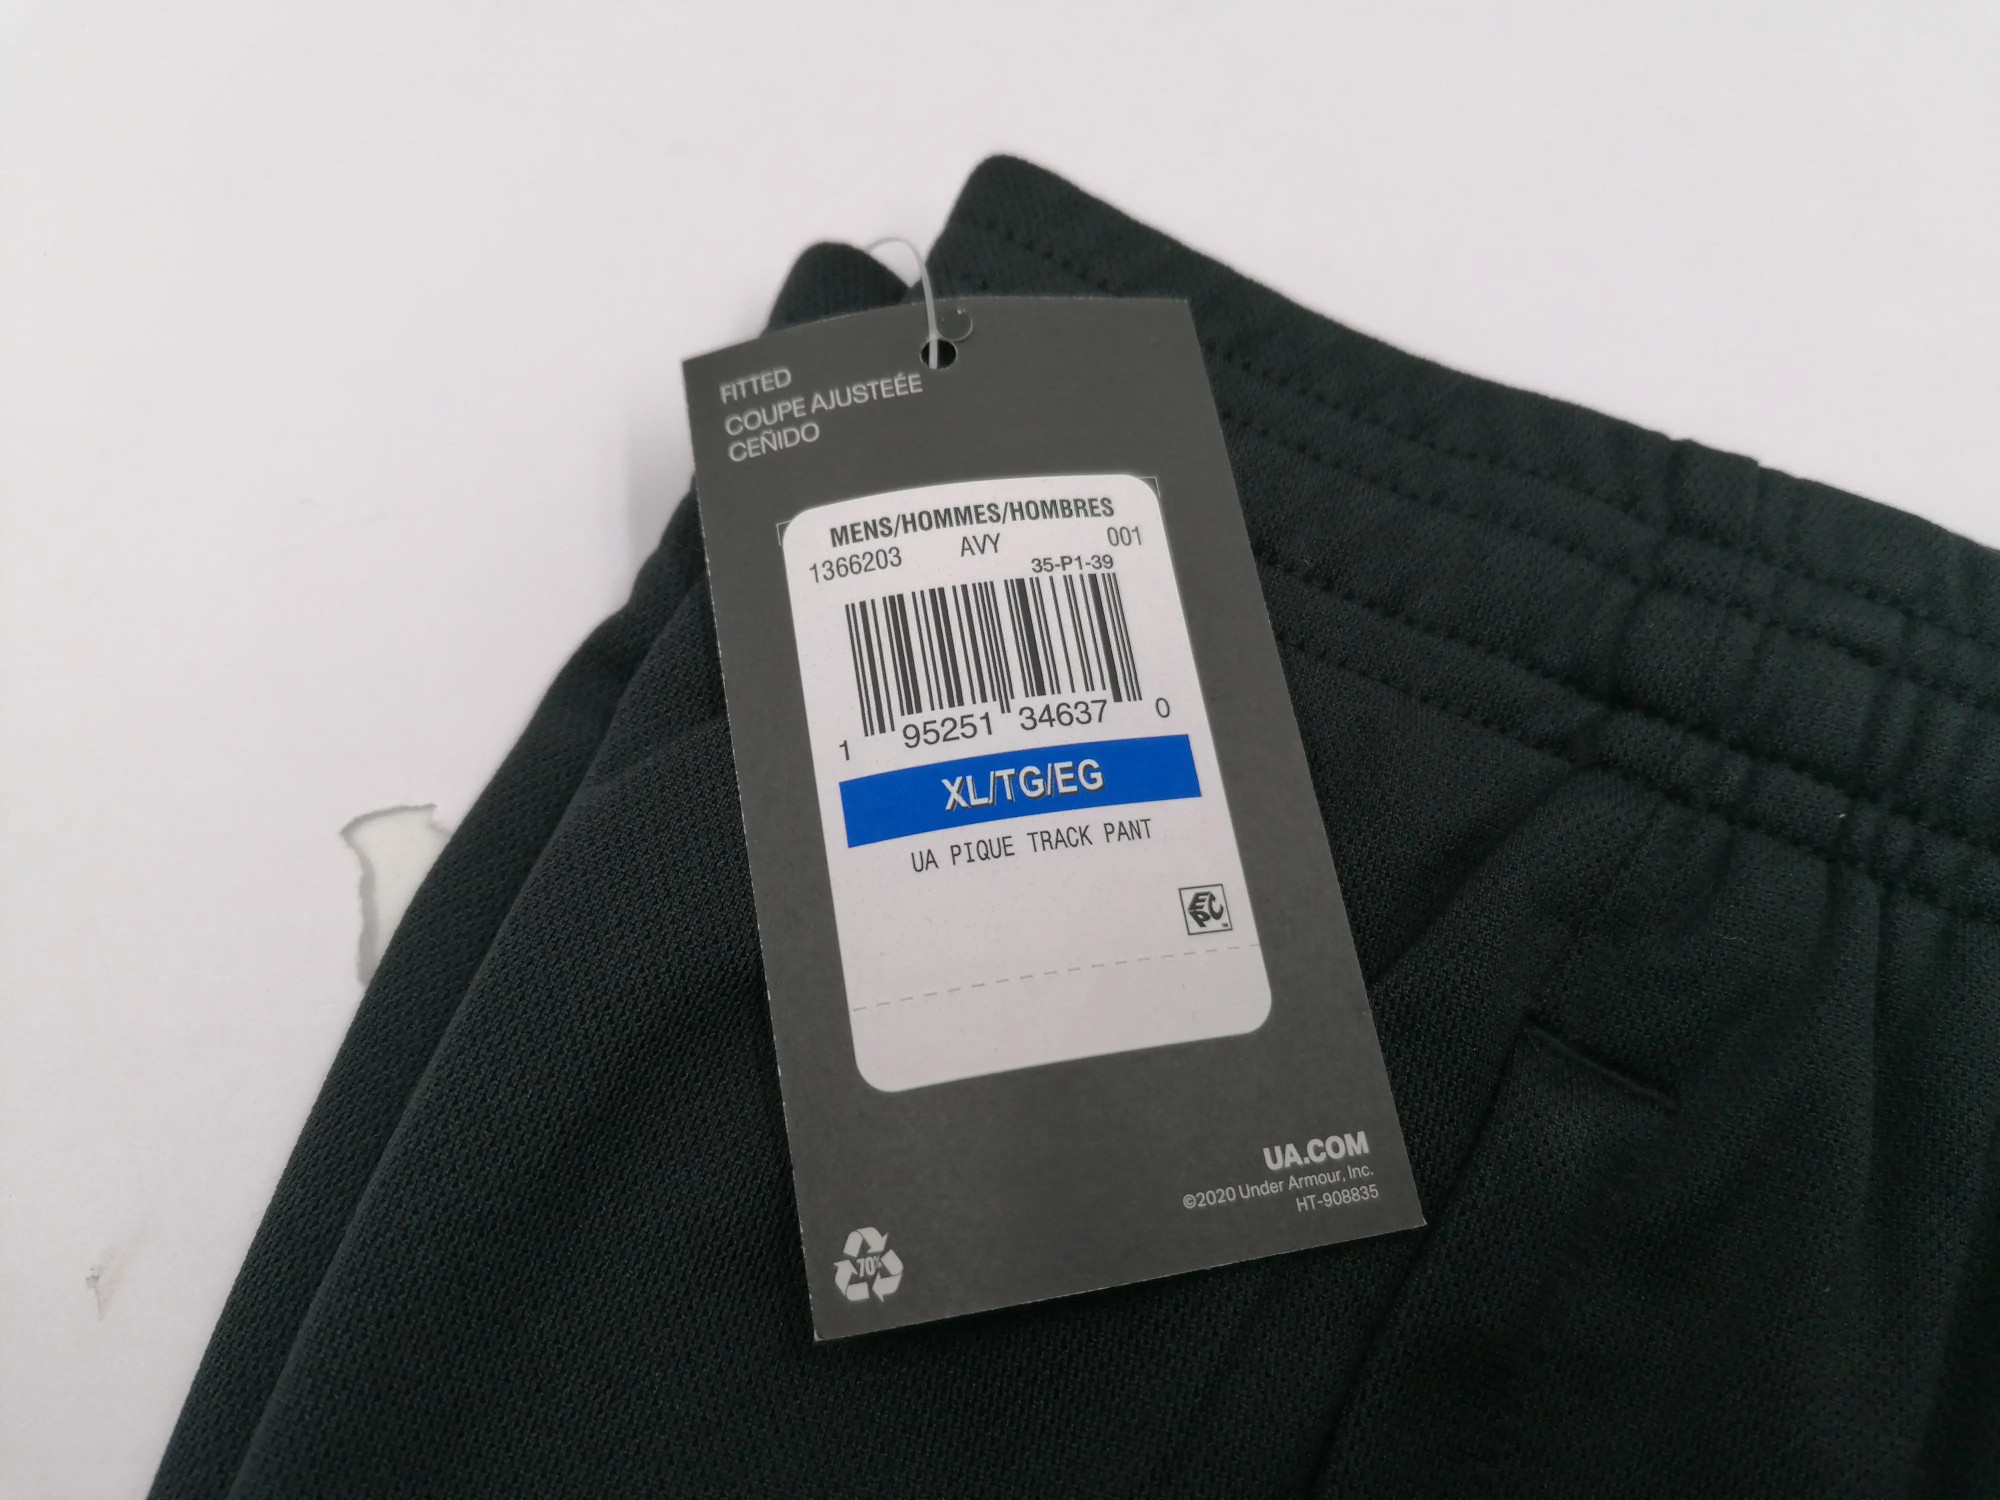 FITTED
COUPE AJUSTEÉE
CEÑIDO
MENS/HOMMES/HOMBRES
1366203 AVY 001
35-P1-39
1 95251 34637 0
XL/TG/EG
UA PIQUE TRACK PANT
EPC
UA.COM
©2020 Under Armour, Inc.
HT-908835
70%